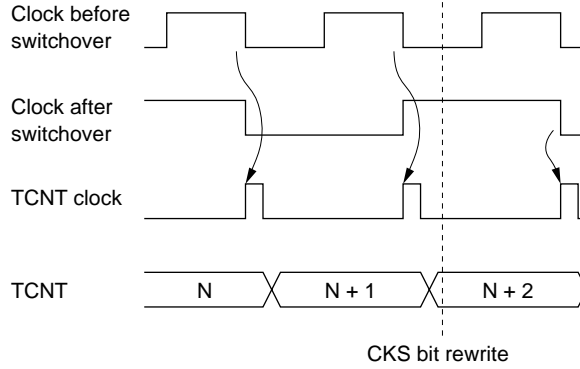 Clock before
switchover
Clock after
switchover
TCNT clock
TCNT
N
N + 1
N + 2
CKS bit rewrite